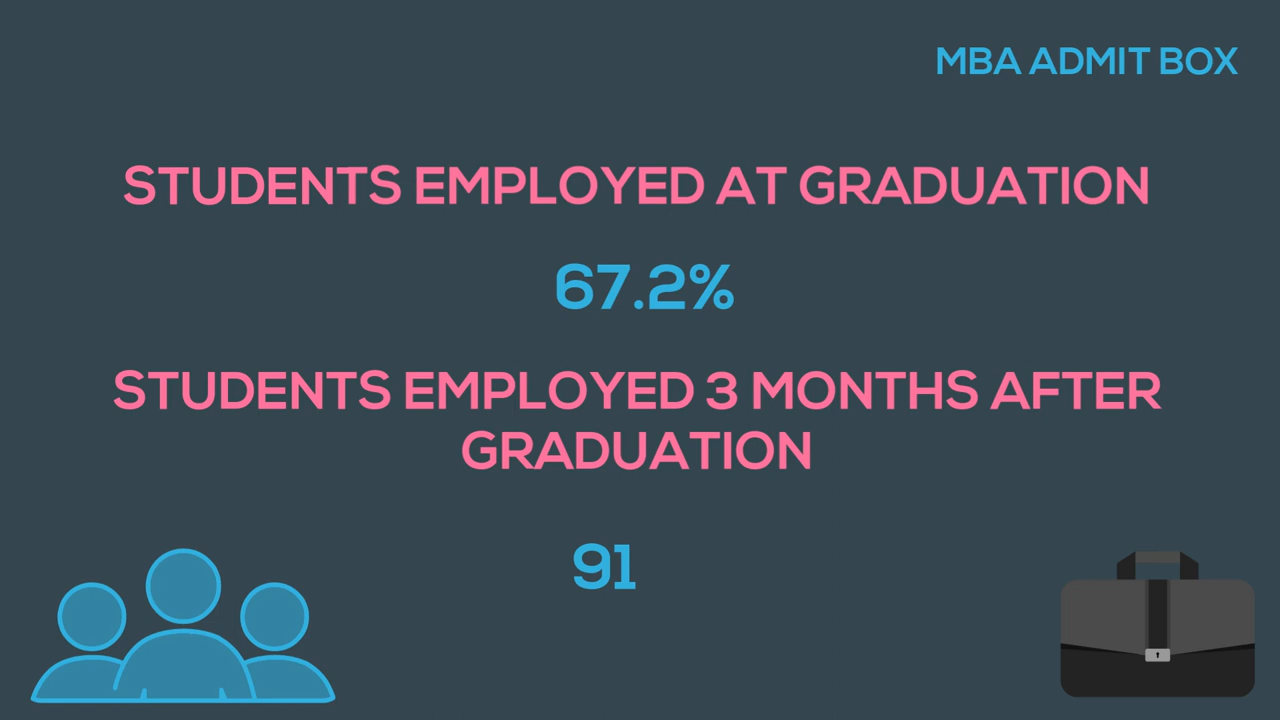 MBA ADMIT BOX
STUDENTS EMPLOYED AT GRADUATION
67.2%
STUDENTS EMPLOYED 3 MONTHS AFTER
GRADUATION
91